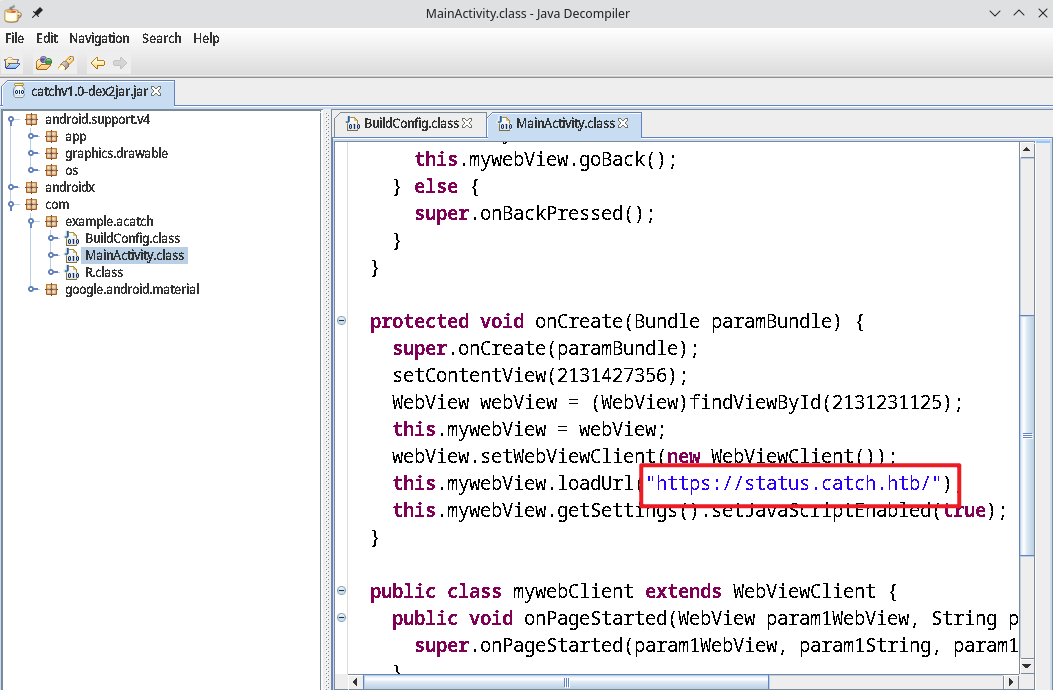 MainActivity.class - Java Decompiler
File Edit Navigation Search Help
catchv1.0-dex2jar.jar
android.support.v4
app
graphics.drawable
os
androidx
com
example.acatch
BuildConfig.class
MainActivity.class
R.class
google.android.material
BuildConfig.class MainActivity.class
this.mywebView.goBack();
} else {
super.onBackPressed();
}
}
protected void onCreate(Bundle paramBundle) {
super.onCreate(paramBundle);
setContentView(2131427356);
WebView webView = (WebView)findViewById(2131231125);
this.mywebView = webView;
webView.setWebViewClient(new WebViewClient());
this.mywebView.loadUrl("https://status.catch.htb/")
this.mywebView.getSettings().setJavaScriptEnabled(true);
}
public class mywebClient extends WebViewClient {
public void onPageStarted(WebView param1WebView, String p
super.onPageStarted(param1WebView, param1String, param1
}